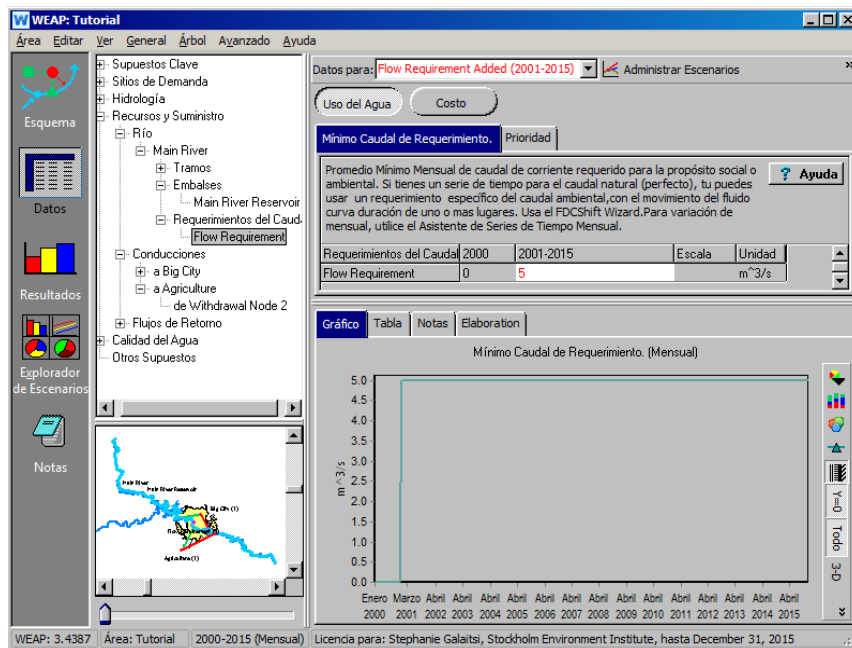 WEAP: Tutorial
Área Editar Ver General Árbol Avanzado Ayuda
Esquema
Datos
Resultados
Explorador
de Escenarios
Notas
Supuestos Clave
Sitios de Demanda
Hidrología
Recursos y Suministro
Río
Main River
Tramos
Embalses
Main River Reservoir
Requerimientos del Caud
Flow Requirement
Conducciones
a Big City
a Agriculture
de Withdrawal Node 2
Flujos de Retorno
Calidad del Agua
Otros Supuestos
Main River
Main River Reservoir
Big City (1)
Agriculture (1)
Datos para: Flow Requirement Added (2001-2015) Administrar Escenarios »
Uso del Agua Costo
Mínimo Caudal de Requerimiento. Prioridad
Promedio Mínimo Mensual de caudal de corriente requerido para la propósito social o
ambiental. Si tienes un serie de tiempo para el caudal natural (perfecto), tu puedes
usar un requerimiento específico del caudal ambiental,con el movimiento del fluido
curva duración de uno o mas lugares. Usa el FDCShift Wizard.Para variación de
mensual, utilice el Asistente de Series de Tiempo Mensual.
? Ayuda
Requerimientos del Caudal 2000 2001-2015 Escala Unidad
Flow Requirement 0 5 m^3/s
Gráfico Tabla Notas Elaboration
Mínimo Caudal de Requerimiento. (Mensual)
m^3/s
5.0
4.5
4.0
3.5
3.0
2.5
2.0
1.5
1.0
0.5
0.0
Enero Marzo Abril Abril Abril Abril Abril Abril Abril Abril Abril Abril Abril Abril Abril Abril
2000 2001 2002 2003 2004 2005 2006 2007 2008 2009 2010 2011 2012 2013 2014 2015
Y=0
Todo
3-D
WEAP: 3.4387 Área: Tutorial 2000-2015 (Mensual) Licencia para: Stephanie Galaitsi, Stockholm Environment Institute, hasta December 31, 2015